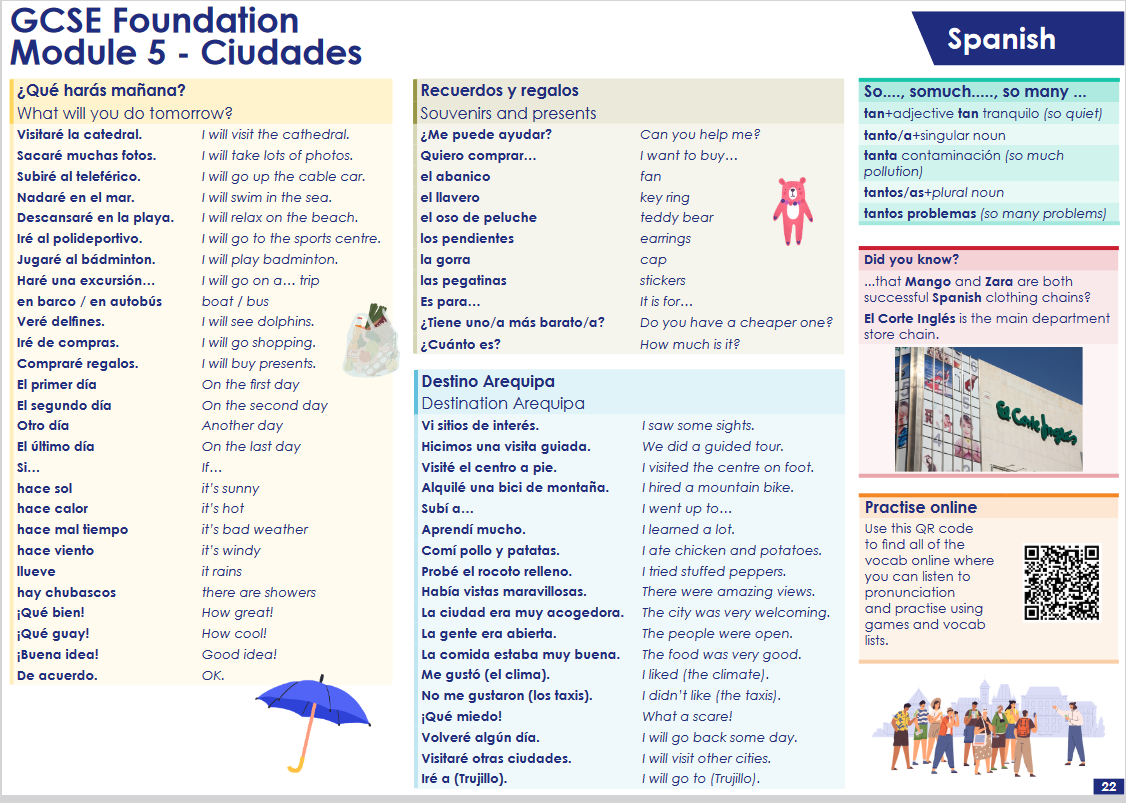 GCSE Foundation
Module 5 - Ciudades
Spanish
¿Qué harás mañana?
What will you do tomorrow?
Visitaré la catedral. I will visit the cathedral.
Sacaré muchas fotos. I will take lots of photos.
Subiré al teleférico. I will go up the cable car.
Nadaré en el mar. I will swim in the sea.
Descansaré en la playa. I will relax on the beach.
Iré al polideportivo. I will go to the sports centre.
Jugaré al bádminton. I will play badminton.
Haré una excursión... I will go on a... trip
en barco / en autobús boat / bus
Veré delfines. I will see dolphins.
Iré de compras. I will go shopping.
Compraré regalos. I will buy presents.
El primer día On the first day
El segundo día On the second day
Otro día Another day
El último día On the last day
Si... If...
hace sol it's sunny
hace calor it's hot
hace mal tiempo it's bad weather
hace viento it's windy
llueve it rains
hay chubascos there are showers
¡Qué bien! How great!
¡Qué guay! How cool!
¡Buena idea! Good idea!
De acuerdo. OK.
Recuerdos y regalos
Souvenirs and presents
¿Me puede ayudar? Can you help me?
Quiero comprar... I want to buy...
el abanico fan
el llavero key ring
el oso de peluche teddy bear
los pendientes earrings
la gorra cap
las pegatinas stickers
Es para... It is for...
¿Tiene uno/a más barato/a? Do you have a cheaper one?
¿Cuánto es? How much is it?
Destino Arequipa
Destination Arequipa
Vi sitios de interés. I saw some sights.
Hicimos una visita guiada. We did a guided tour.
Visité el centro a pie. I visited the centre on foot.
Alquilé una bici de montaña. I hired a mountain bike.
Subí a... I went up to...
Aprendí mucho. I learned a lot.
Comí pollo y patatas. I ate chicken and potatoes.
Probé el rocoto relleno. I tried stuffed peppers.
Había vistas maravillosas. There were amazing views.
La ciudad era muy acogedora. The city was very welcoming.
La gente era abierta. The people were open.
La comida estaba muy buena. The food was very good.
Me gustó (el clima). I liked (the climate).
No me gustaron (los taxis). I didn't like (the taxis).
¡Qué miedo! What a scare!
Volveré algún día. I will go back some day.
Visitaré otras ciudades. I will visit other cities.
Iré a (Trujillo). I will go to (Trujillo).
So...., somuch....., so many ...
tan+adjective tan tranquilo (so quiet)
tanto/a+singular noun
tanta contaminación (so much
pollution)
tantos/as+plural noun
tantos problemas (so many problems)
Did you know?
...that Mango and Zara are both
successful Spanish clothing chains?
El Corte Inglés is the main department
store chain.
El Corte Inglés
Practise online
Use this QR code
to find all of the
vocab online where
you can listen to
pronunciation
and practise using
games and vocab
lists.
22